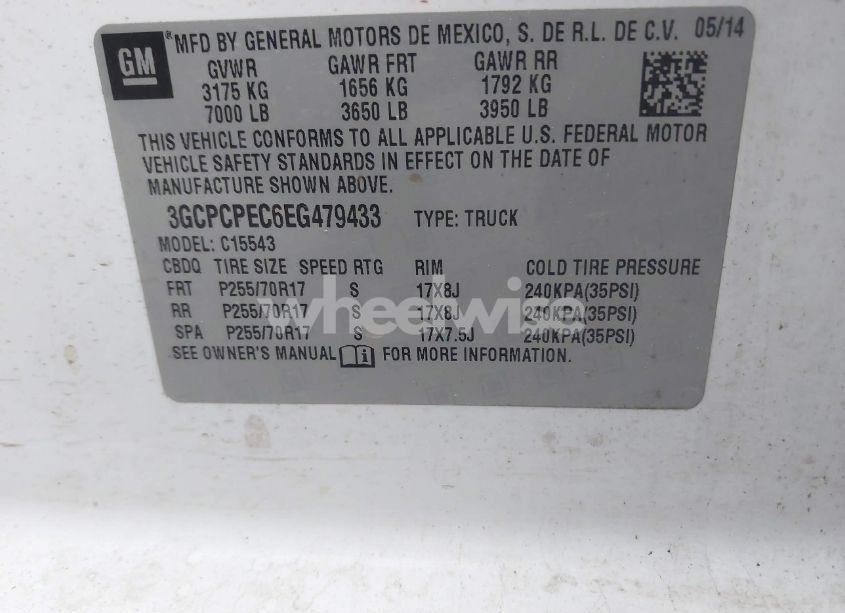 GM ® MFD BY GENERAL MOTORS DE MEXICO, S. DE R.L. DE C.V. 05/14
GVWR GAWR FRT GAWR RR
3175 KG 1656 KG 1792 KG
7000 LB 3650 LB 3950 LB
THIS VEHICLE CONFORMS TO ALL APPLICABLE U.S. FEDERAL MOTOR
VEHICLE SAFETY STANDARDS IN EFFECT ON THE DATE OF
MANUFACTURE SHOWN ABOVE.
3GCPCPEC6EG479433 TYPE: TRUCK
MODEL: C15543
CBDQ TIRE SIZE SPEED RTG RIM COLD TIRE PRESSURE
FRT P255/70R17 S 17X8J 240KPA(35PSI)
RR P255/70R17 S 17X8J 240KPA(35PSI)
SPA P255/70R17 S 17X7.5J 240KPA(35PSI)
SEE OWNER'S MANUAL i FOR MORE INFORMATION.
wheelwise